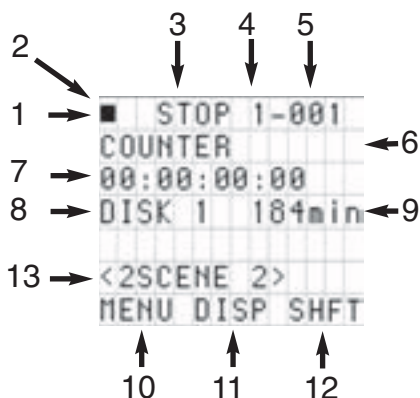 3 4 5
2
1 ■ STOP 1-001
COUNTER 6
7 00:00:00:00
8 DISK 1 184min 9
13 <2SCENE 2>
MENU DISP SHFT
10 11 12